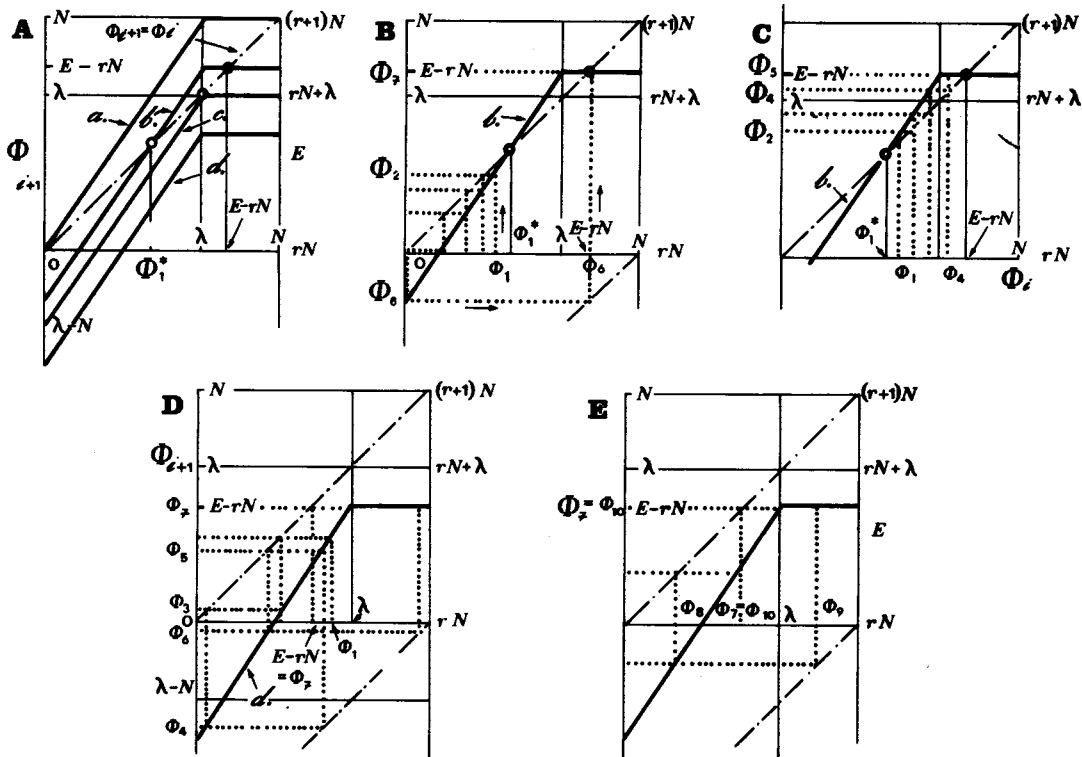 A
N
Φᵢ₊₁=Φᵢ
(r+1)N
E-rN
λ
rN+λ
a.
b.
c.
d.
Φ i+1
E
E-rN
O
Φ₁*
λ
N
rN
λ-N
B
N
(r+1)N
Φ₇
E-rN
λ
rN+λ
b.
Φ₂
O
Φ₁
Φ₁*
λ
E-rN
Φ₆
N
rN
Φ₆
C
N
(r+1)N
Φ₅
E-rN
Φ₄
λ
rN+λ
Φ₂
b.
Φ₁*
E-rN
N
rN
Φ₁
Φ₄
Φᵢ
D
N
(r+1)N
Φᵢ₊₁
λ
rN+λ
Φ₇
E-rN
E
Φ₅
Φ₃
O
λ
rN
Φ₆
E-rN
=Φ₇
Φ₁
λ-N
d.
Φ₄
E
N
(r+1)N
λ
rN+λ
Φ₇=Φ₁₀
E-rN
E
Φ₈
Φ₇=Φ₁₀
λ
Φ₉
rN